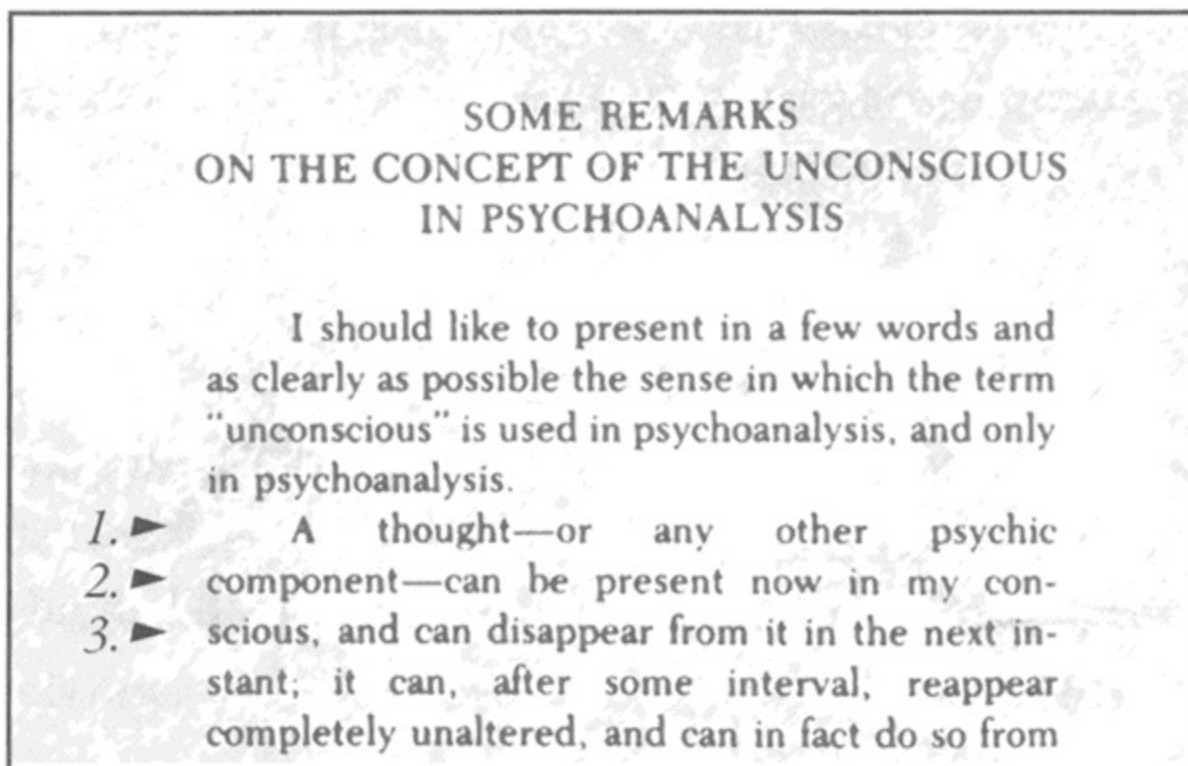 SOME REMARKS
ON THE CONCEPT OF THE UNCONSCIOUS
IN PSYCHOANALYSIS
I should like to present in a few words and
as clearly as possible the sense in which the term
"unconscious" is used in psychoanalysis, and only
in psychoanalysis.
1.► A thought—or any other psychic
2.► component—can be present now in my con-
3.► scious, and can disappear from it in the next in-
stant; it can, after some interval, reappear
completely unaltered, and can in fact do so from